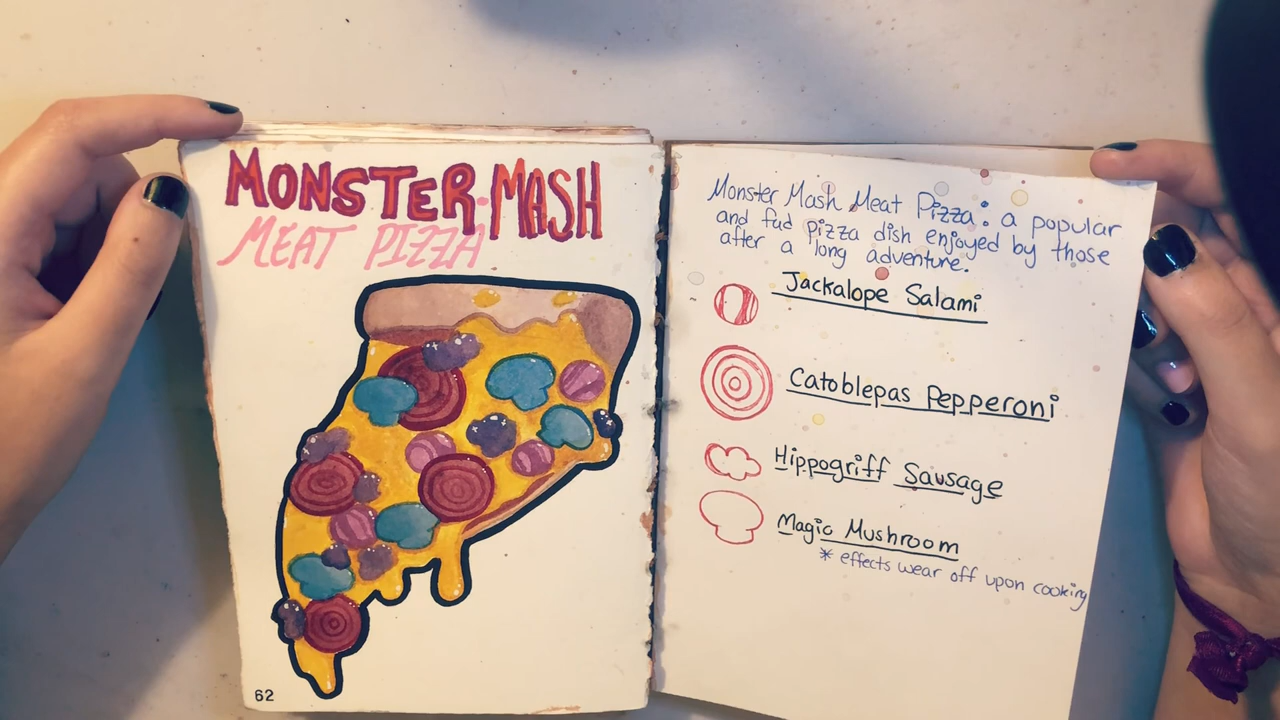 MONSTER-MASH
MEAT PIZZA
62
Monster Mash Meat Pizza: a popular
and fud pizza dish enjoyed by those
after a long adventure.
Jackalope Salami
Catoblepas Pepperoni
Hippogriff Sausage
Magic Mushroom
* effects wear off upon cooking